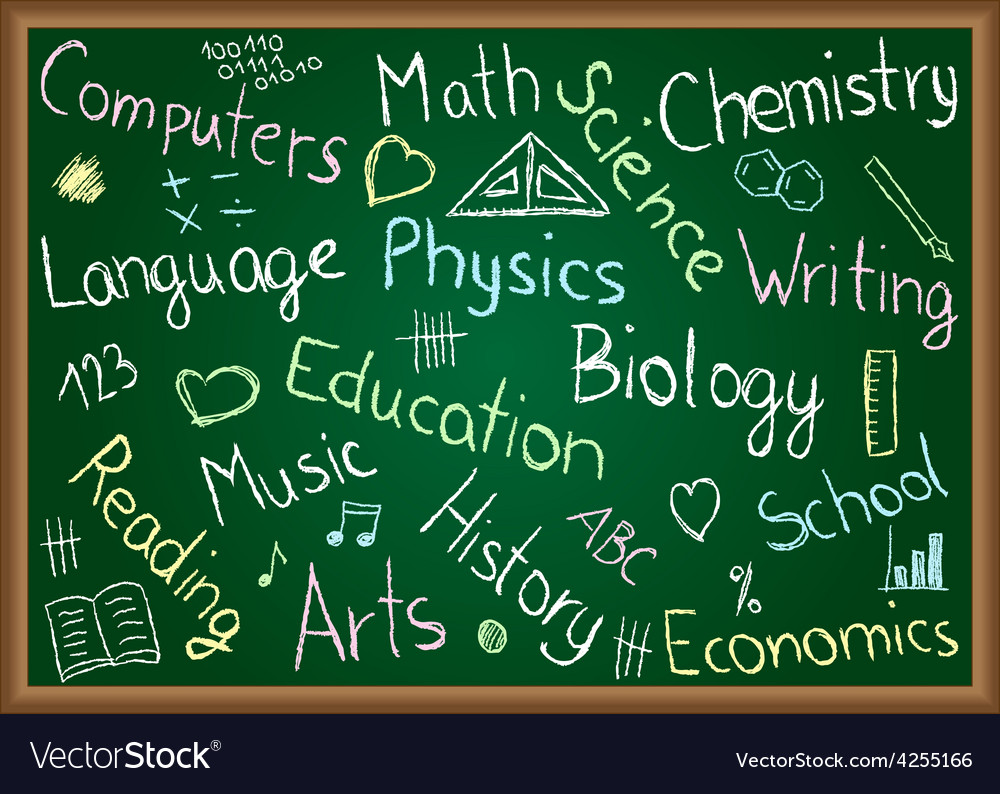 Computers
100110
01111
01010
Math
Science
Chemistry
+ −
× ÷
Language
Physics
Writing
123
Education
Biology
Reading
Music
History
ABC
School
Arts
%
Economics
VectorStock®
VectorStock.com/4255166